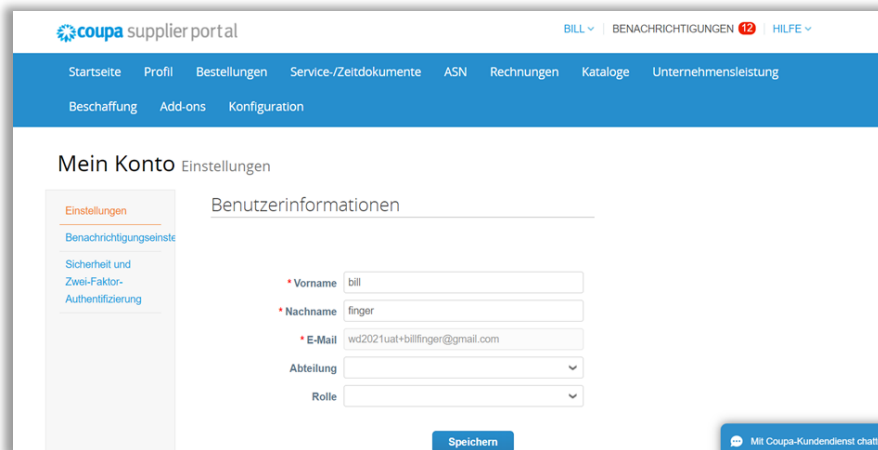 coupa supplier portal
BILL BENACHRICHTIGUNGEN 12 HILFE
Startseite Profil Bestellungen Service-/Zeitdokumente ASN Rechnungen Kataloge Unternehmensleistung
Beschaffung Add-ons Konfiguration
Mein Konto Einstellungen
Einstellungen
Benachrichtigungseinste
Sicherheit und
Zwei-Faktor-
Authentifizierung
Benutzerinformationen
* Vorname bill
* Nachname finger
* E-Mail wd2021uat+billfinger@gmail.com
Abteilung
Rolle
Speichern
Mit Coupa-Kundendienst chatt